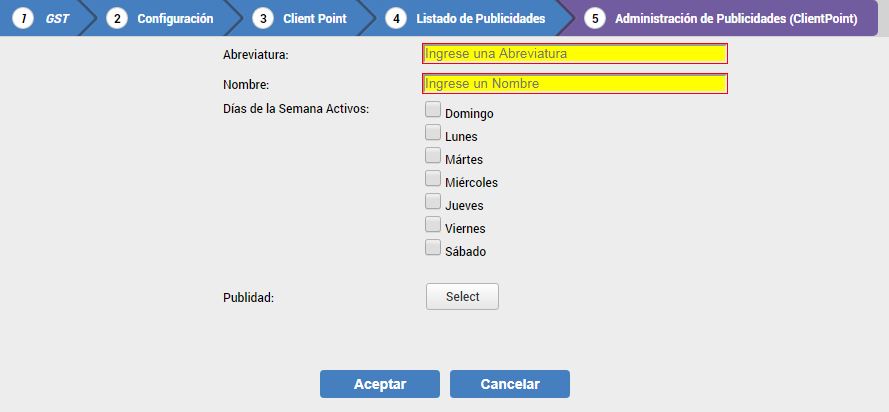 1 GST 2 Configuración 3 Client Point 4 Listado de Publicidades 5 Administración de Publicidades (ClientPoint)
Abreviatura: Ingrese una Abreviatura
Nombre: Ingrese un Nombre
Días de la Semana Activos: Domingo
Lunes
Mártes
Miércoles
Jueves
Viernes
Sábado
Publidad: Select
Aceptar Cancelar